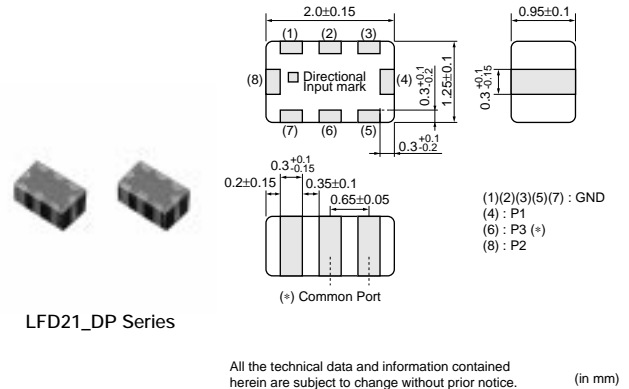 2.0±0.15
0.95±0.1
(1) (2) (3)
(8) Directional (4)
Input mark
(7) (6) (5)
0.3+0.1-0.2
1.25±0.1
0.3+0.1-0.15
0.3+0.1-0.2
0.3+0.1-0.15
0.2±0.15 0.35±0.1
0.65±0.05
(1)(2)(3)(5)(7) : GND
(4) : P1
(6) : P3 (*)
(8) : P2
(*) Common Port
LFD21_DP Series
All the technical data and information contained
herein are subject to change without prior notice.
(in mm)